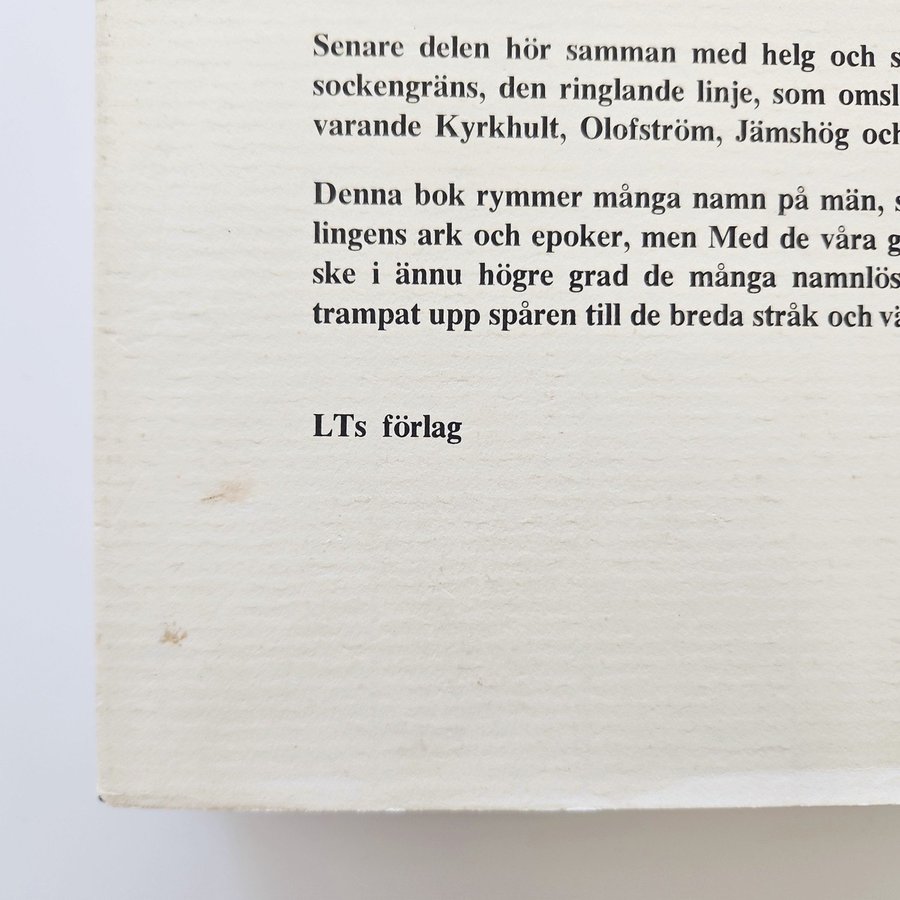 Senare delen hör samman med helg och s
sockengräns, den ringlande linje, som omsl
varande Kyrkhult, Olofström, Jämshög och
Denna bok rymmer många namn på män, s
lingens ark och epoker, men Med de våra g
ske i ännu högre grad de många namnlös
trampat upp spåren till de breda stråk och vä
LTs förlag